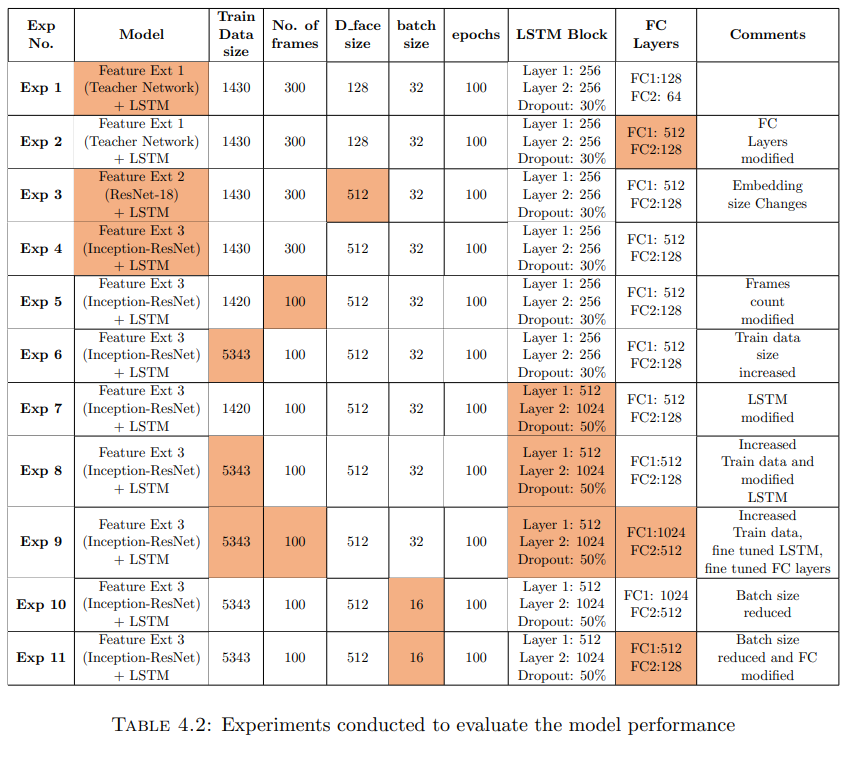 Exp No. | Model | Train Data size | No. of frames | D_face size | batch size | epochs | LSTM Block | FC Layers | Comments
Exp 1 | Feature Ext 1 (Teacher Network) + LSTM | 1430 | 300 | 128 | 32 | 100 | Layer 1: 256 Layer 2: 256 Dropout: 30% | FC1:128 FC2: 64 |
Exp 2 | Feature Ext 1 (Teacher Network) + LSTM | 1430 | 300 | 128 | 32 | 100 | Layer 1: 256 Layer 2: 256 Dropout: 30% | FC1: 512 FC2:128 | FC Layers modified
Exp 3 | Feature Ext 2 (ResNet-18) + LSTM | 1430 | 300 | 512 | 32 | 100 | Layer 1: 256 Layer 2: 256 Dropout: 30% | FC1: 512 FC2:128 | Embedding size Changes
Exp 4 | Feature Ext 3 (Inception-ResNet) + LSTM | 1430 | 300 | 512 | 32 | 100 | Layer 1: 256 Layer 2: 256 Dropout: 30% | FC1: 512 FC2:128 |
Exp 5 | Feature Ext 3 (Inception-ResNet) + LSTM | 1420 | 100 | 512 | 32 | 100 | Layer 1: 256 Layer 2: 256 Dropout: 30% | FC1: 512 FC2:128 | Frames count modified
Exp 6 | Feature Ext 3 (Inception-ResNet) + LSTM | 5343 | 100 | 512 | 32 | 100 | Layer 1: 256 Layer 2: 256 Dropout: 30% | FC1: 512 FC2:128 | Train data size increased
Exp 7 | Feature Ext 3 (Inception-ResNet) + LSTM | 1420 | 100 | 512 | 32 | 100 | Layer 1: 512 Layer 2: 1024 Dropout: 50% | FC1: 512 FC2:128 | LSTM modified
Exp 8 | Feature Ext 3 (Inception-ResNet) + LSTM | 5343 | 100 | 512 | 32 | 100 | Layer 1: 512 Layer 2: 1024 Dropout: 50% | FC1:512 FC2:128 | Increased Train data and modified LSTM
Exp 9 | Feature Ext 3 (Inception-ResNet) + LSTM | 5343 | 100 | 512 | 32 | 100 | Layer 1: 512 Layer 2: 1024 Dropout: 50% | FC1:1024 FC2:512 | Increased Train data, fine tuned LSTM, fine tuned FC layers
Exp 10 | Feature Ext 3 (Inception-ResNet) + LSTM | 5343 | 100 | 512 | 16 | 100 | Layer 1: 512 Layer 2: 1024 Dropout: 50% | FC1: 1024 FC2:512 | Batch size reduced
Exp 11 | Feature Ext 3 (Inception-ResNet) + LSTM | 5343 | 100 | 512 | 16 | 100 | Layer 1: 512 Layer 2: 1024 Dropout: 50% | FC1:512 FC2:128 | Batch size reduced and FC modified
TABLE 4.2: Experiments conducted to evaluate the model performance